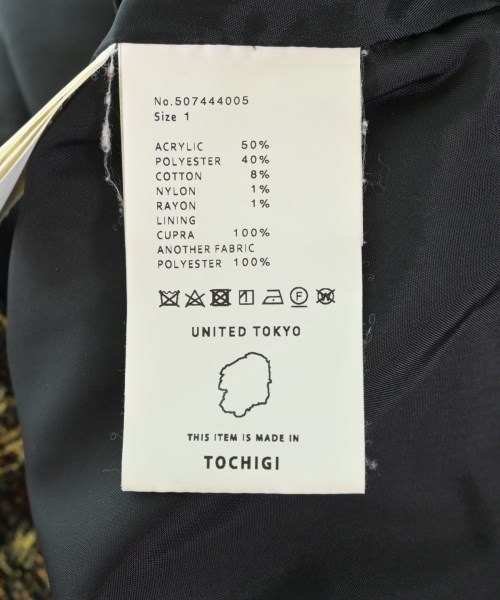 No.507444005
Size 1
ACRYLIC 50%
POLYESTER 40%
COTTON 8%
NYLON 1%
RAYON 1%
LINING
CUPRA 100%
ANOTHER FABRIC
POLYESTER 100%
UNITED TOKYO
THIS ITEM IS MADE IN
TOCHIGI